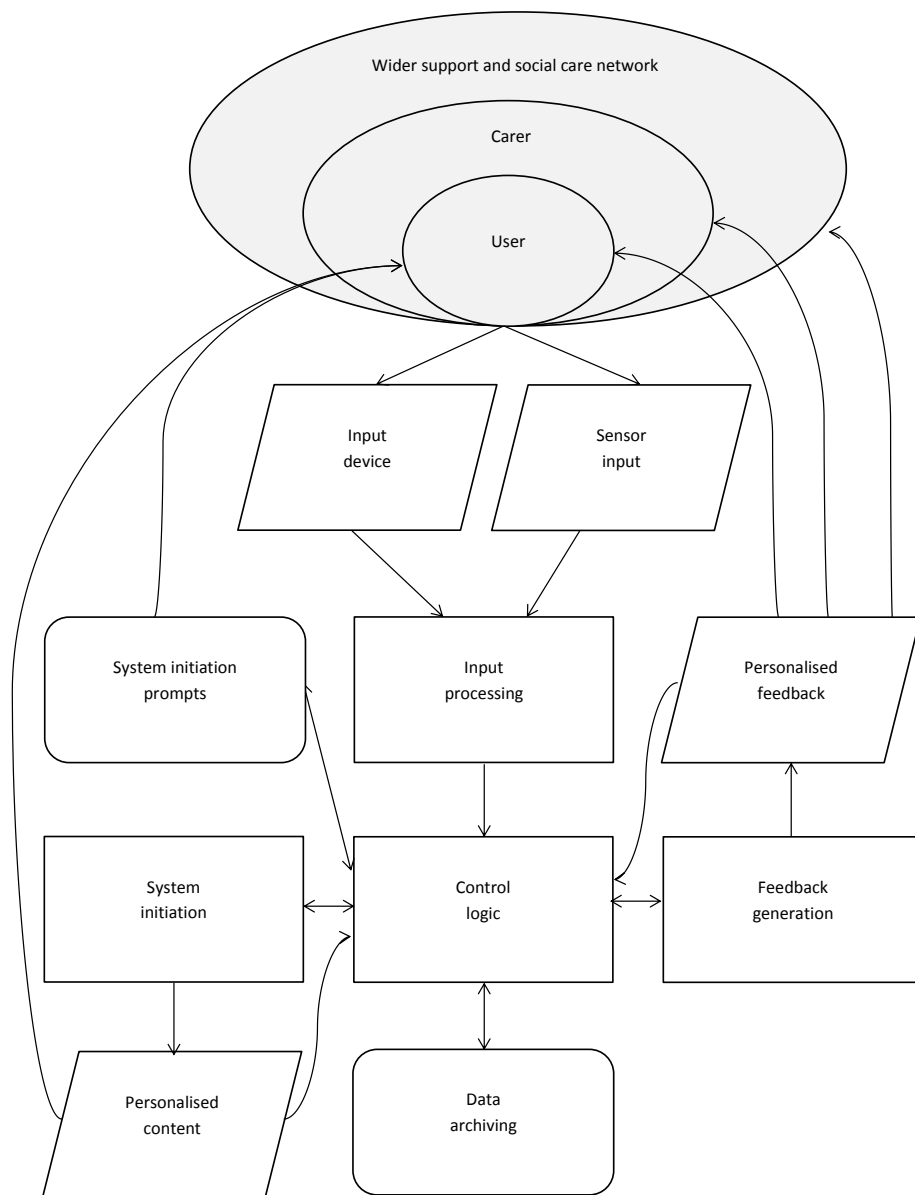 Wider support and social care network
Carer
User
Input
device
Sensor
input
System initiation
prompts
Input
processing
Personalised
feedback
System
initiation
Control
logic
Feedback
generation
Personalised
content
Data
archiving